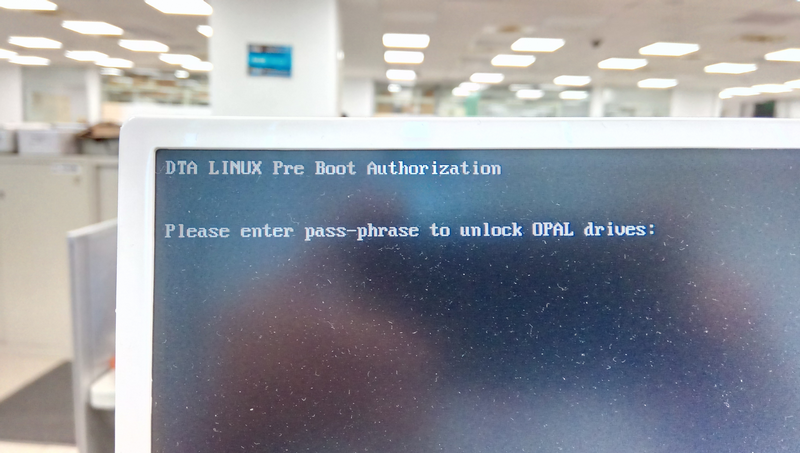 DTA LINUX Pre Boot Authorization
Please enter pass-phrase to unlock OPAL drives: